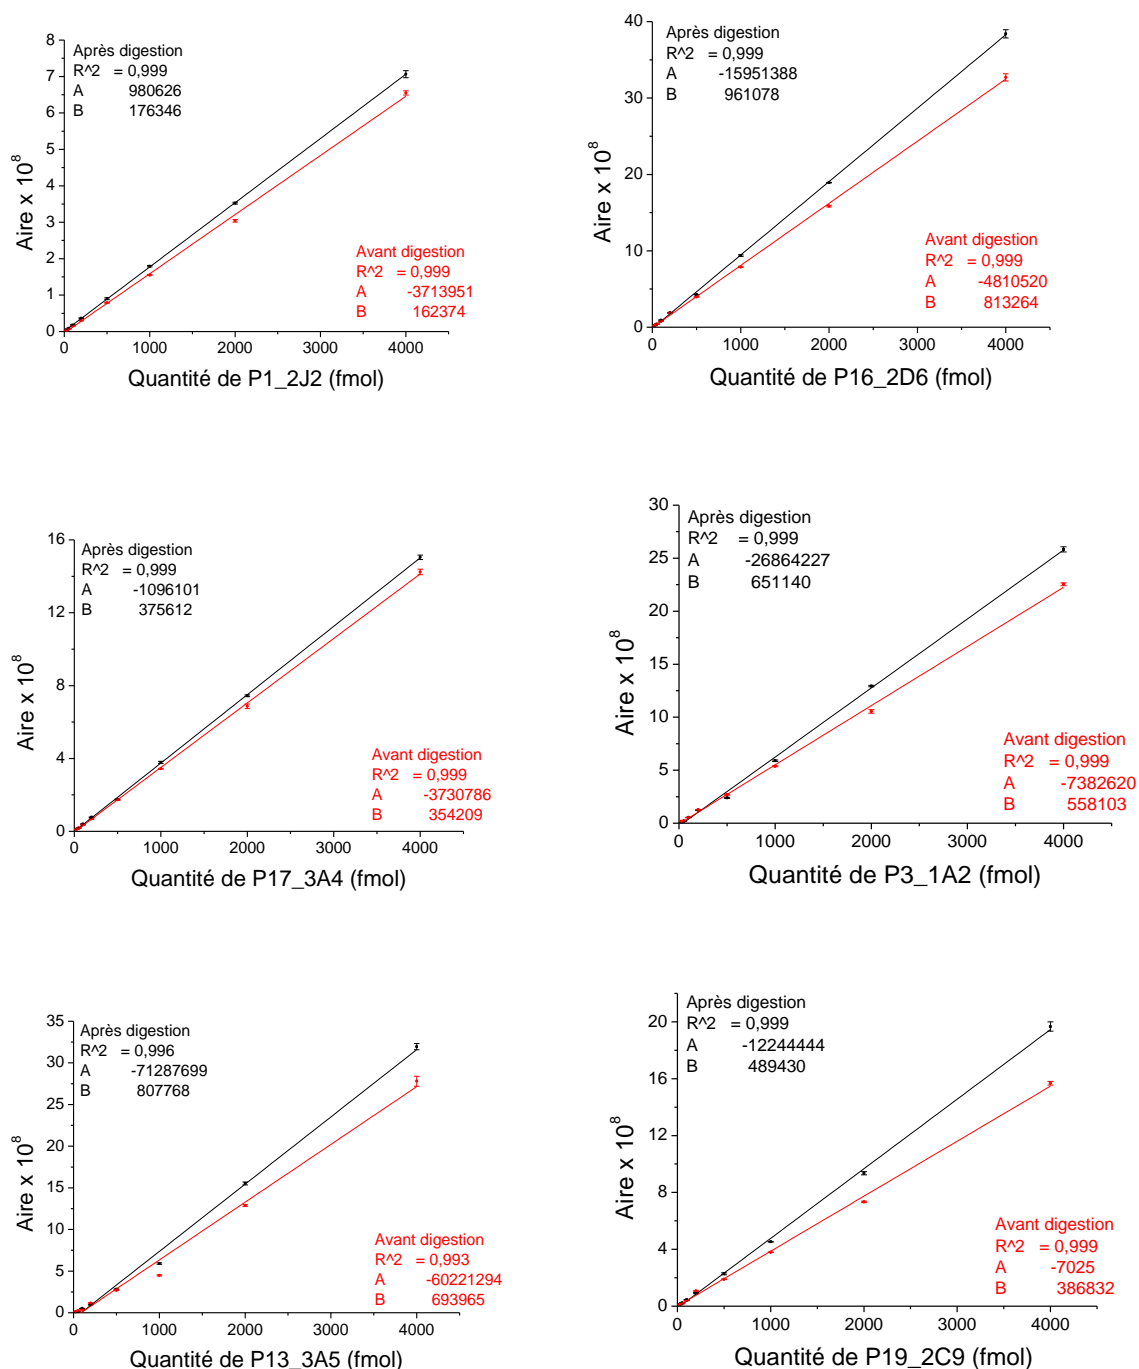 Après digestion
R^2 = 0,999
A 980626
B 176346
8
7
6
5
4
3
2
1
0
Aire x 10^8
Avant digestion
R^2 = 0,999
A -3713951
B 162374
0 1000 2000 3000 4000
Quantité de P1_2J2 (fmol)
Après digestion
R^2 = 0,999
A -15951388
B 961078
40
30
20
10
0
Aire x 10^8
Avant digestion
R^2 = 0,999
A -4810520
B 813264
0 1000 2000 3000 4000
Quantité de P16_2D6 (fmol)
Après digestion
R^2 = 0,999
A -1096101
B 375612
16
12
8
4
0
Aire x 10^8
Avant digestion
R^2 = 0,999
A -3730786
B 354209
0 1000 2000 3000 4000
Quantité de P17_3A4 (fmol)
Après digestion
R^2 = 0,999
A -26864227
B 651140
30
25
20
15
10
5
0
Aire x 10^8
Avant digestion
R^2 = 0,999
A -7382620
B 558103
0 1000 2000 3000 4000
Quantité de P3_1A2 (fmol)
Après digestion
R^2 = 0,996
A -71287699
B 807768
35
30
25
20
15
10
5
0
Aire x 10^8
Avant digestion
R^2 = 0,993
A -60221294
B 693965
0 1000 2000 3000 4000
Quantité de P13_3A5 (fmol)
Après digestion
R^2 = 0,999
A -12244444
B 489430
20
16
12
8
4
0
Aire x 10^8
Avant digestion
R^2 = 0,999
A -7025
B 386832
0 1000 2000 3000 4000
Quantité de P19_2C9 (fmol)